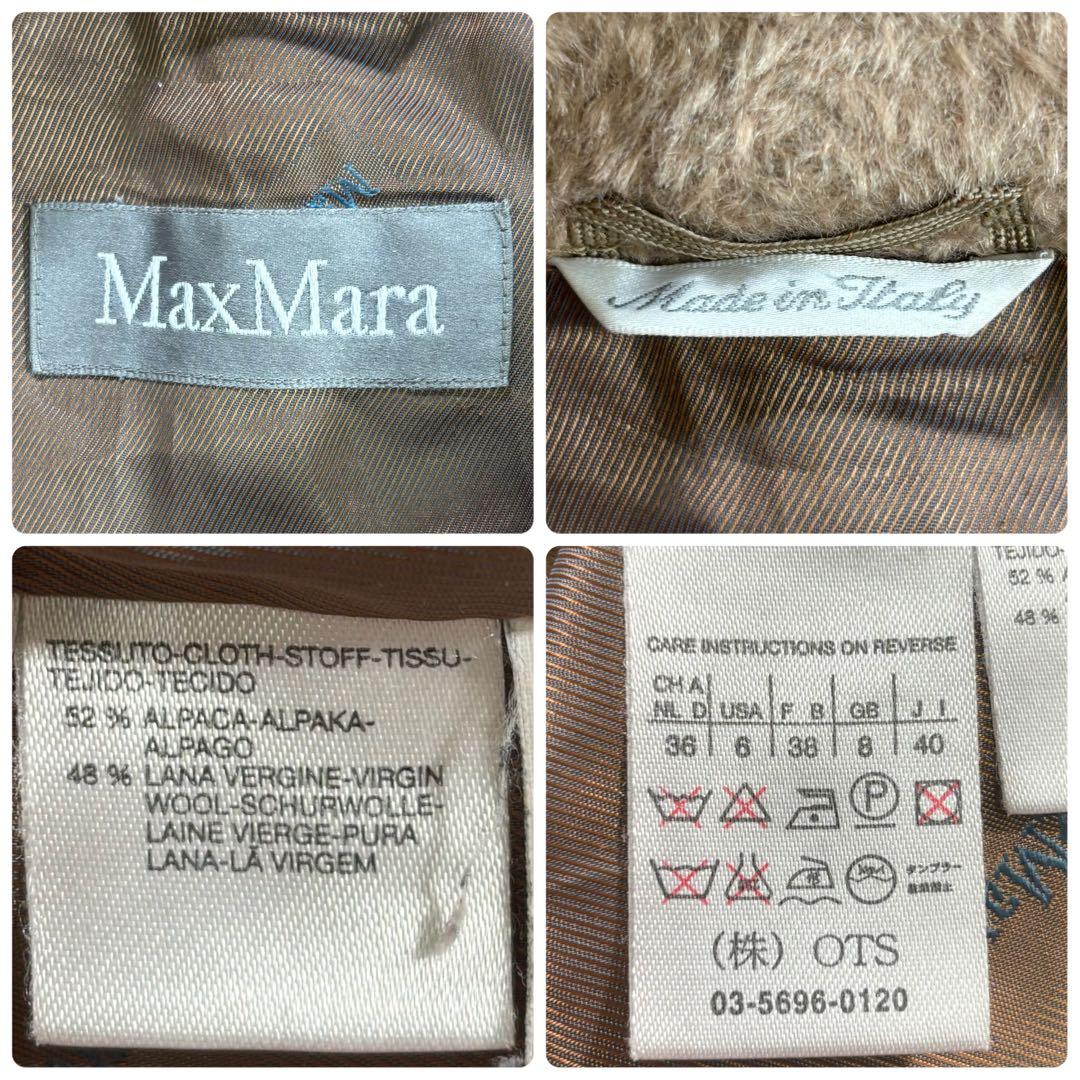 MaxMara
Made in Italy
TESSUTO-CLOTH-STOFF-TISSU-
TEJIDO-TECIDO
52 % ALPACA-ALPAKA-
ALPAGO
48 % LANA VERGINE-VIRGIN
WOOL-SCHURWOLLE-
LAINE VIERGE-PURA
LANA-LÃ VIRGEM
TEJIDO-
52 % A
48 %
CARE INSTRUCTIONS ON REVERSE
CH A
NL D USA F B GB J I
36 6 38 8 40
P
タンブラー
乾燥禁止
(株) OTS
03-5696-0120